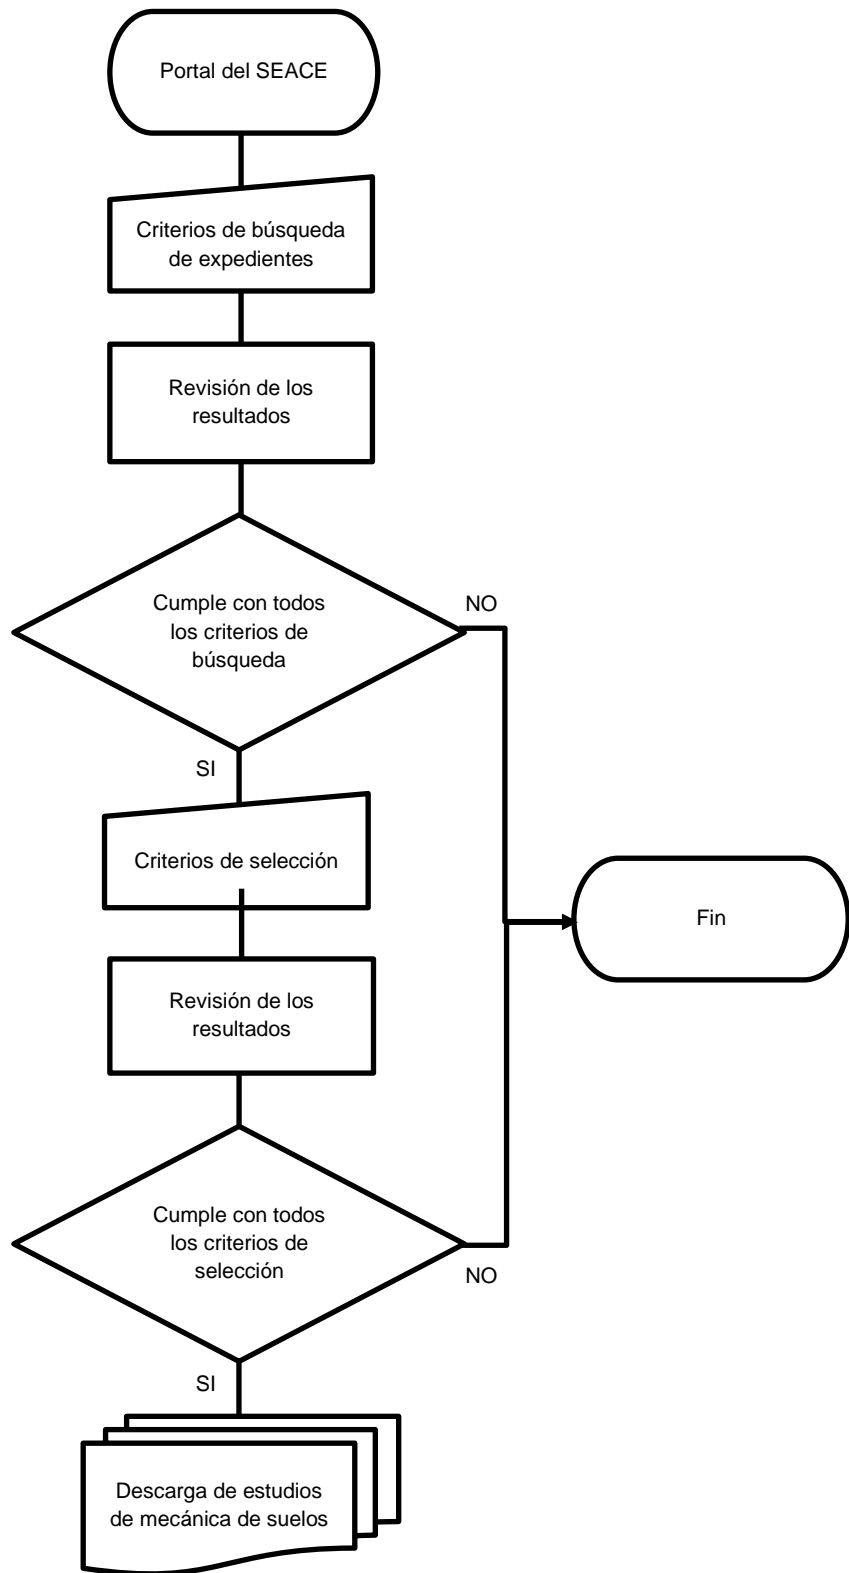 Portal del SEACE
Criterios de búsqueda
de expedientes
Revisión de los
resultados
Cumple con todos
los criterios de
búsqueda
NO
SI
Criterios de selección
Fin
Revisión de los
resultados
Cumple con todos
los criterios de
selección
NO
SI
Descarga de estudios
de mecánica de suelos